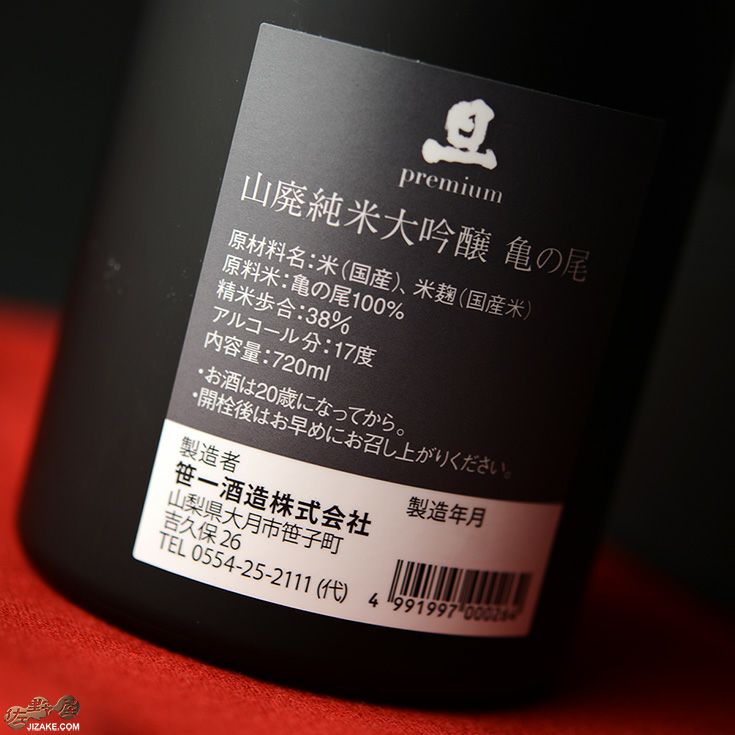 旦
premium
山廃純米大吟醸 亀の尾
原材料名：米（国産）、米麹（国産米）
原料米：亀の尾100%
精米歩合：38%
アルコール分：17度
内容量：720ml
・お酒は20歳になってから。
・開栓後はお早めにお召し上がりください。
製造者
笹一酒造株式会社
山梨県大月市笹子町
吉久保 26
TEL 0554-25-2111（代）
製造年月
4 991997 000264
佐野屋
JIZAKE.COM